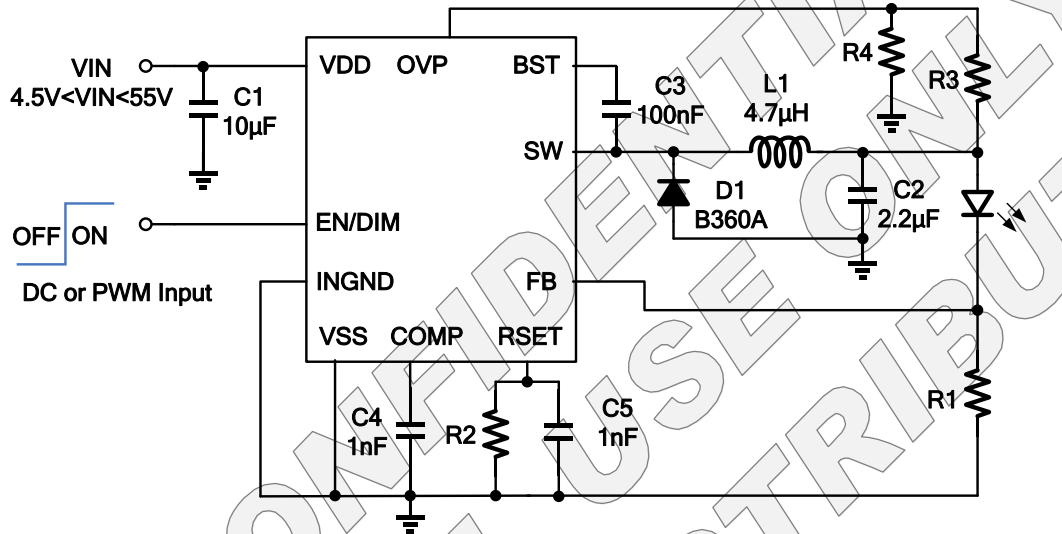 VDD OVP BST
VIN
4.5V<VIN<55V
C1
10µF
C3
100nF
L1
4.7µH
R4
R3
SW
D1
B360A
C2
2.2µF
EN/DIM
OFF ON
DC or PWM Input
INGND FB
VSS COMP RSET
C4
1nF
R2
C5
1nF
R1